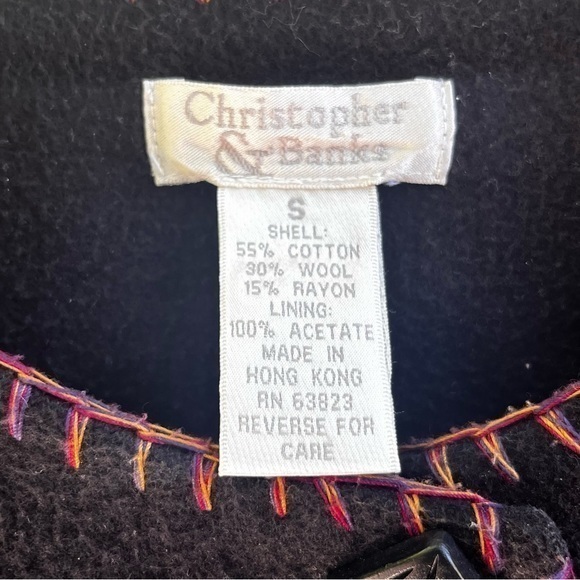 Christopher
& Banks
S
SHELL:
55% COTTON
30% WOOL
15% RAYON
LINING:
100% ACETATE
MADE IN
HONG KONG
RN 63823
REVERSE FOR
CARE